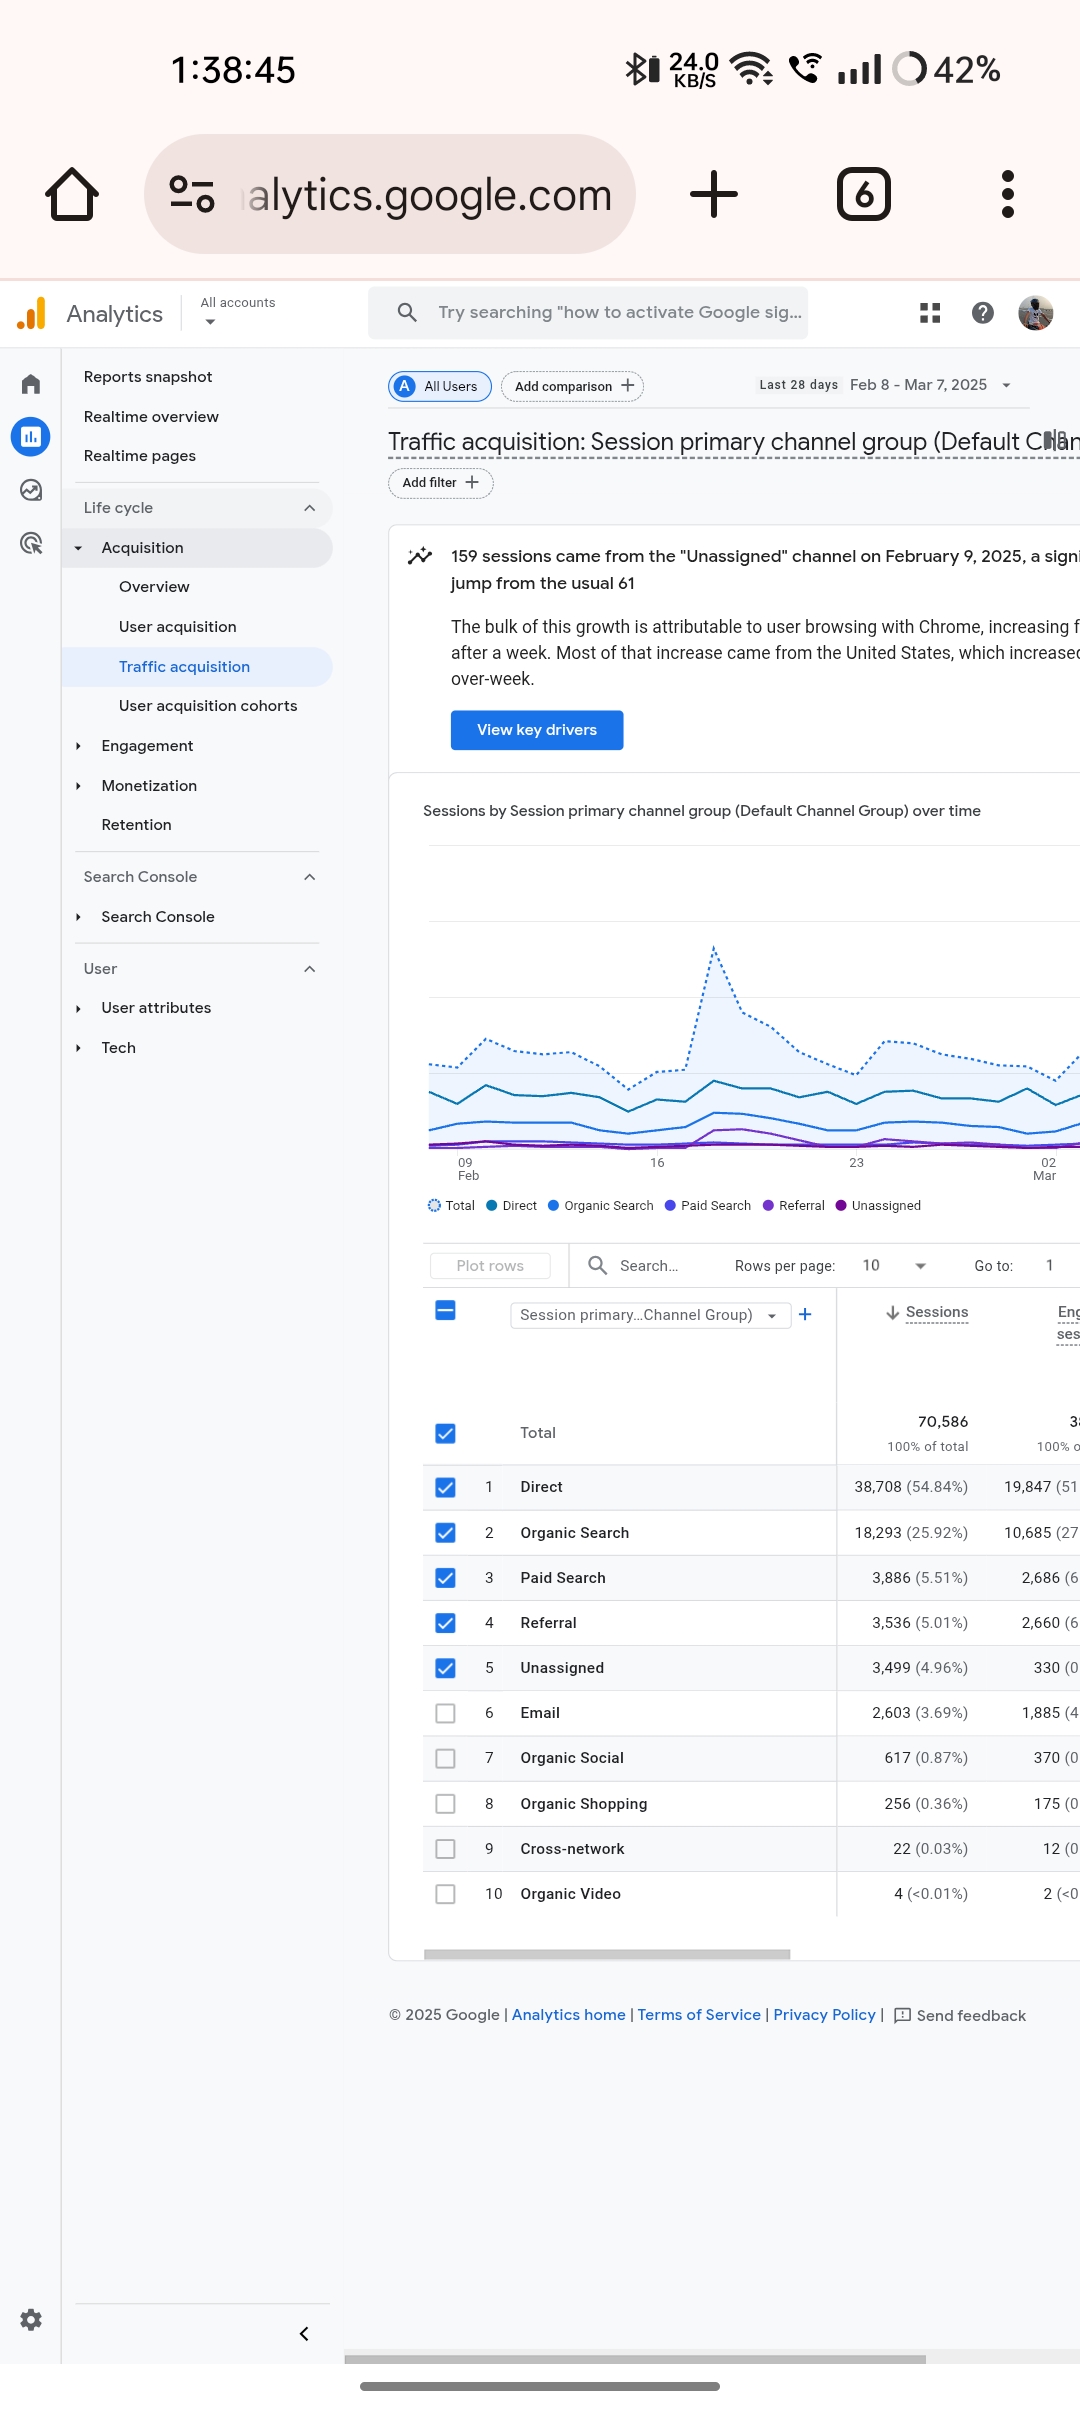 1:38:45
24.0
KB/S
42%
alytics.google.com
6
Analytics
All accounts
Try searching "how to activate Google sig...
Reports snapshot
Realtime overview
Realtime pages
Life cycle
Acquisition
Overview
User acquisition
Traffic acquisition
User acquisition cohorts
Engagement
Monetization
Retention
Search Console
Search Console
User
User attributes
Tech
A All Users
Add comparison +
Last 28 days Feb 8 - Mar 7, 2025
Traffic acquisition: Session primary channel group (Default Chan
Add filter +
159 sessions came from the "Unassigned" channel on February 9, 2025, a signi
jump from the usual 61
The bulk of this growth is attributable to user browsing with Chrome, increasing f
after a week. Most of that increase came from the United States, which increased
over-week.
View key drivers
Sessions by Session primary channel group (Default Channel Group) over time
09 16 23 02
Feb Mar
Total Direct Organic Search Paid Search Referral Unassigned
Plot rows Search... Rows per page: 10 Go to: 1
Session primary...Channel Group) + Sessions Eng
ses
Total 70,586 38
100% of total 100% o
1 Direct 38,708 (54.84%) 19,847 (51
2 Organic Search 18,293 (25.92%) 10,685 (27
3 Paid Search 3,886 (5.51%) 2,686 (6
4 Referral 3,536 (5.01%) 2,660 (6
5 Unassigned 3,499 (4.96%) 330 (0
6 Email 2,603 (3.69%) 1,885 (4
7 Organic Social 617 (0.87%) 370 (0
8 Organic Shopping 256 (0.36%) 175 (0
9 Cross-network 22 (0.03%) 12 (0
10 Organic Video 4 (<0.01%) 2 (<0
© 2025 Google | Analytics home | Terms of Service | Privacy Policy | Send feedback